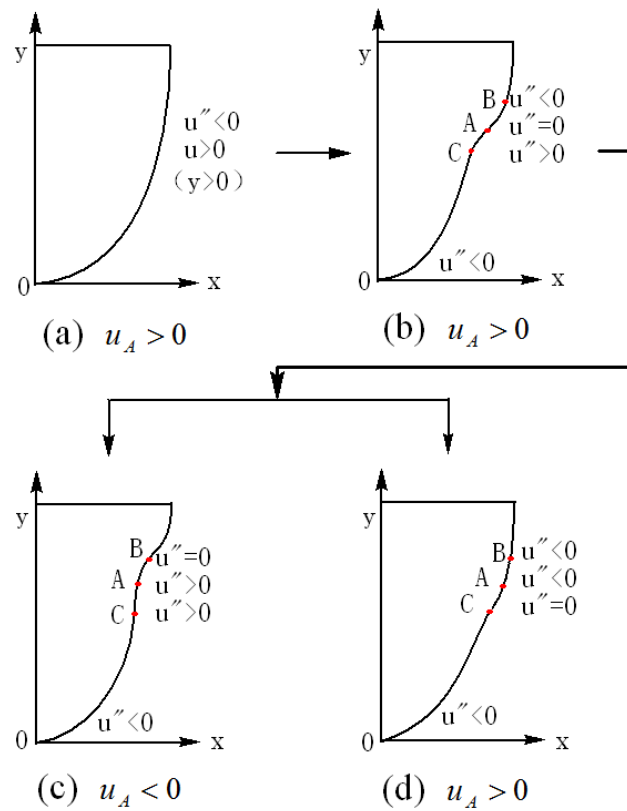 y
u″<0
u>0
(y>0)
0
x
(a) u_A > 0
y
B u″<0
A u″=0
C u″>0
u″<0
0
x
(b) u_A > 0
y
B u″=0
A u″>0
C u″>0
u″<0
0
x
(c) u_A < 0
y
B u″<0
A u″<0
C u″=0
u″<0
0
x
(d) u_A > 0